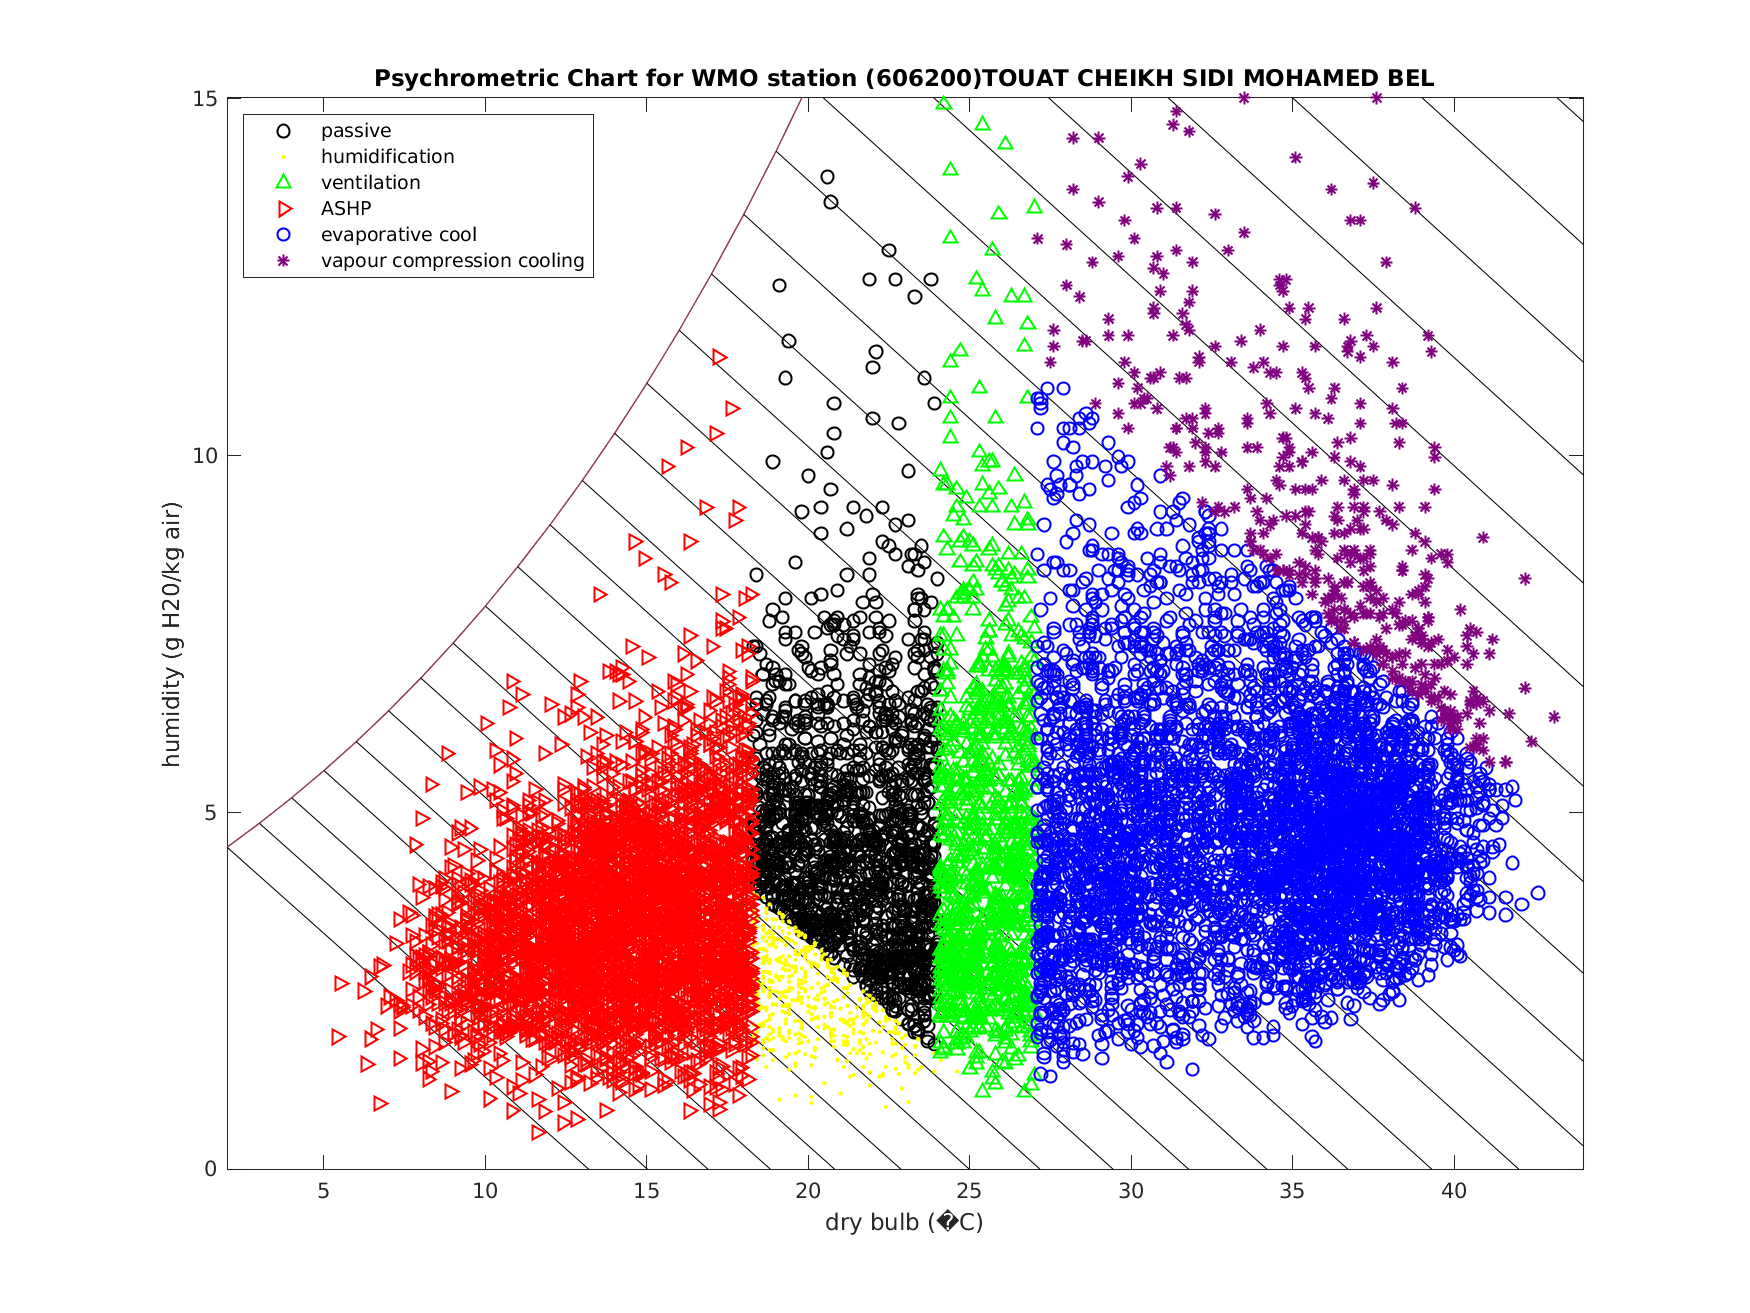 Psychrometric Chart for WMO station (606200)TOUAT CHEIKH SIDI MOHAMED BEL
15
passive
humidification
ventilation
ASHP
evaporative cool
vapour compression cooling
10
humidity (g H20/kg air)
5
0
5 10 15 20 25 30 35 40
dry bulb (�C)